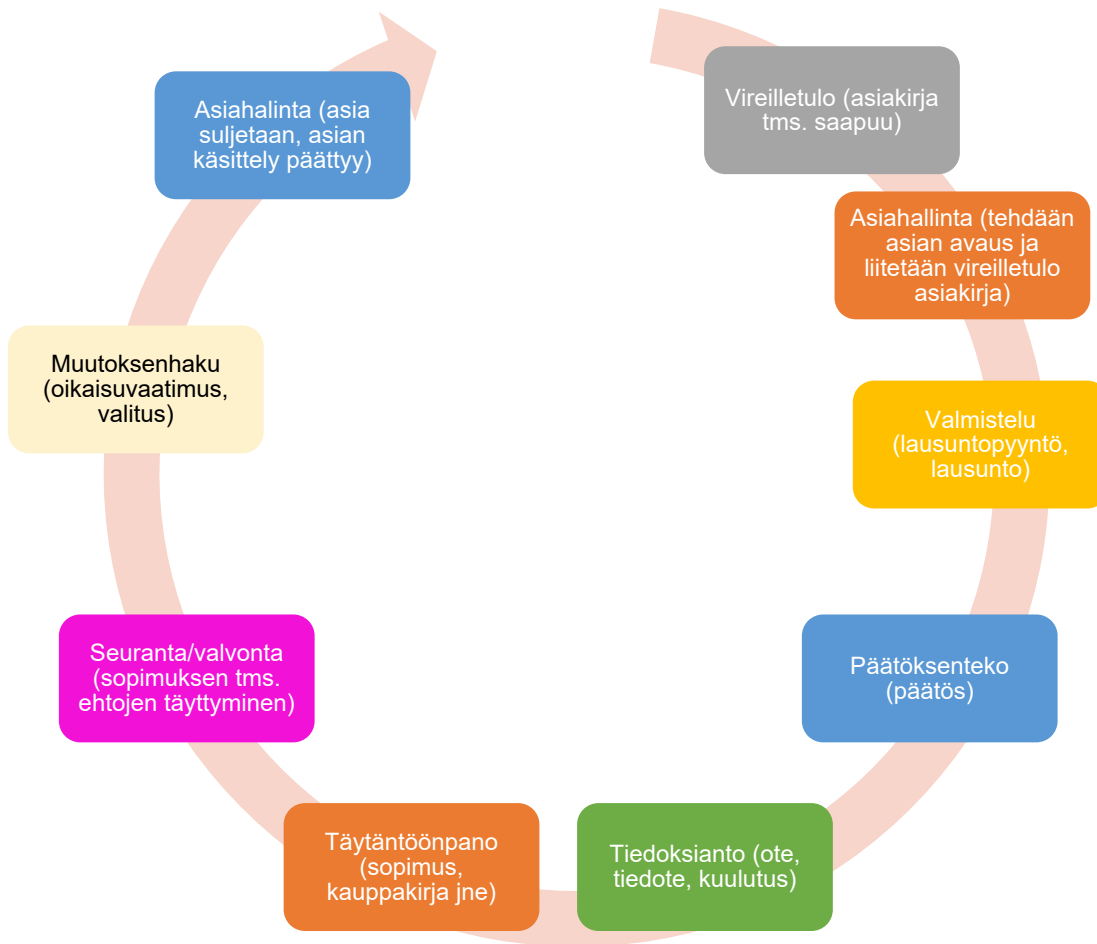 Vireilletulo (asiakirja
tms. saapuu)
Asiahallinta (tehdään
asian avaus ja
liitetään vireilletulo
asiakirja)
Valmistelu
(lausuntopyyntö,
lausunto)
Päätöksenteko
(päätös)
Tiedoksianto (ote,
tiedote, kuulutus)
Täytäntöönpano
(sopimus,
kauppakirja jne)
Seuranta/valvonta
(sopimuksen tms.
ehtojen täyttyminen)
Muutoksenhaku
(oikaisuvaatimus,
valitus)
Asiahalinta (asia
suljetaan, asian
käsittely päättyy)